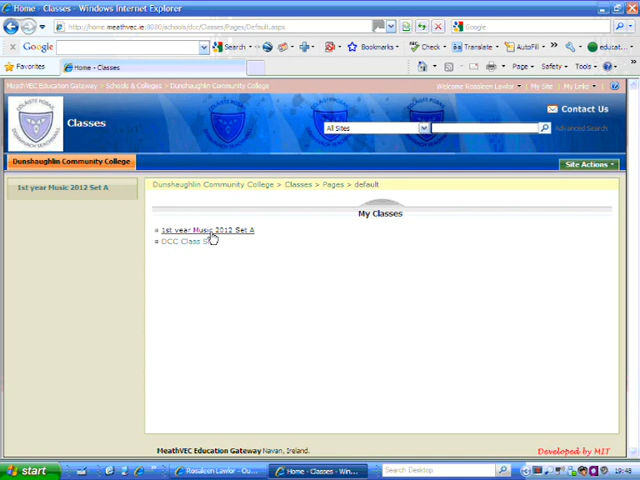 Home - Classes - Windows Internet Explorer
http://home.meathvec.ie:8080/schools/dcc/Classes/Pages/Default.aspx
Google
Google
Search
Bookmarks
Check
Translate
AutoFill
educat...
Favorites
Home - Classes
Page
Safety
Tools
MeathVEC Education Gateway > Schools & Colleges > Dunshaughlin Community College
Welcome Rosaleen Lawlor
My Site
My Links
Classes
Contact Us
All Sites
Advanced Search
Dunshaughlin Community College
Site Actions
1st year Music 2012 Set A
Dunshaughlin Community College > Classes > Pages > default
My Classes
1st year Music 2012 Set A
DCC Class
MeathVEC Education Gateway Navan, Ireland.
Developed by MIT
start
Rosaleen Lawlor - Ou...
Home - Classes - Win...
Search Desktop
19:48